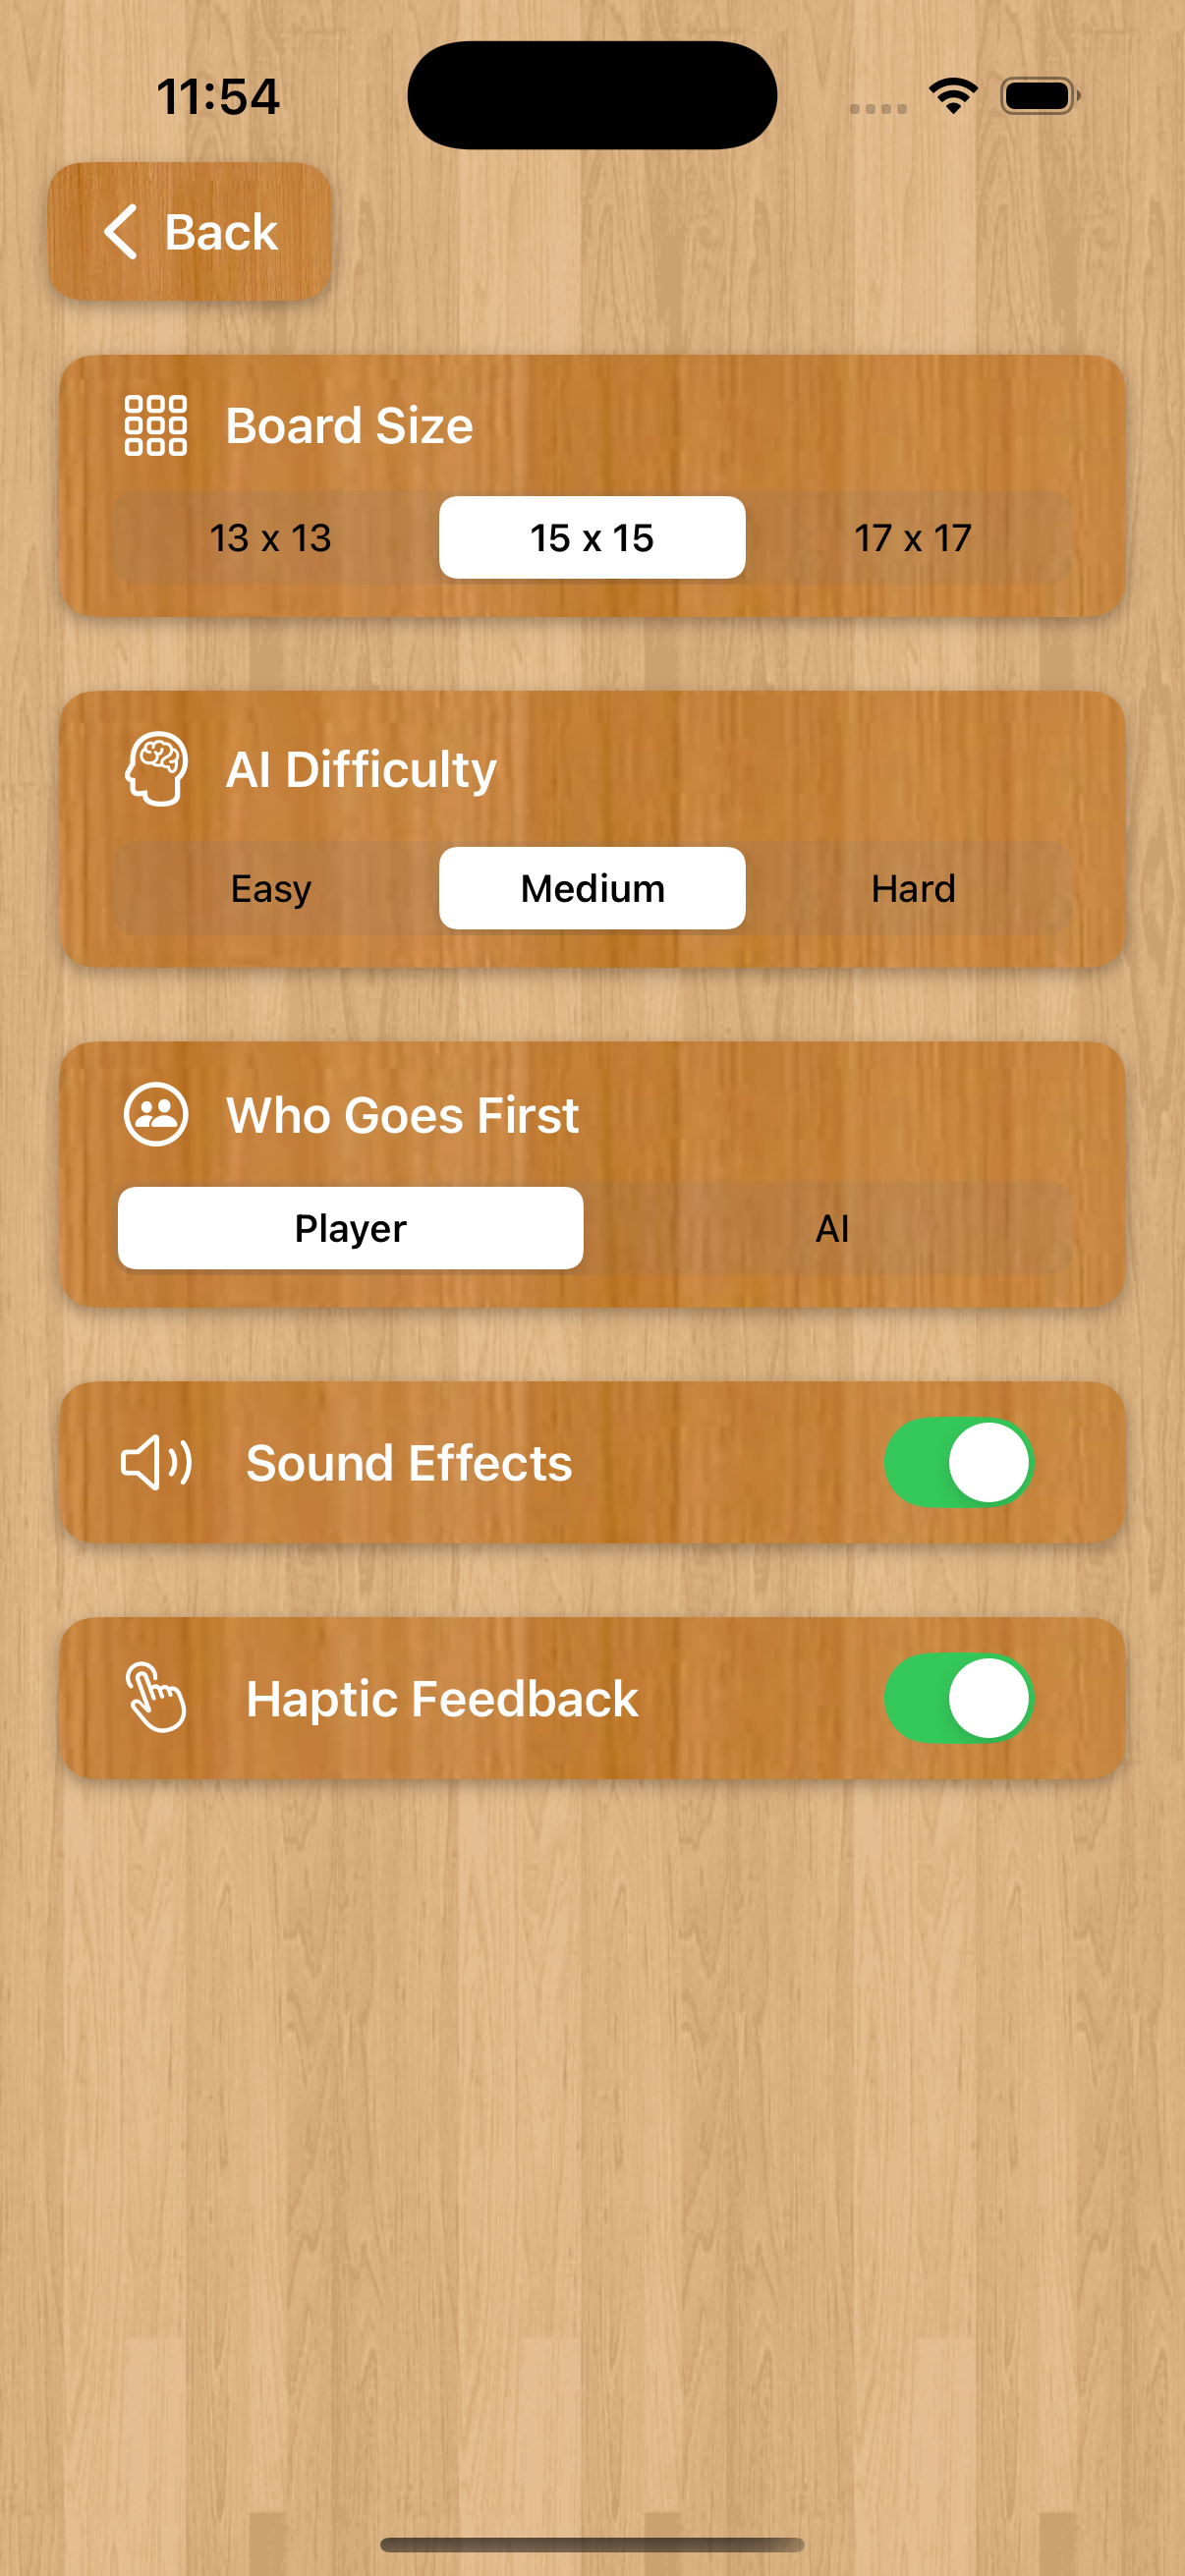 11:54
Back
Board Size
13 x 13 15 x 15 17 x 17
AI Difficulty
Easy Medium Hard
Who Goes First
Player AI
Sound Effects
Haptic Feedback